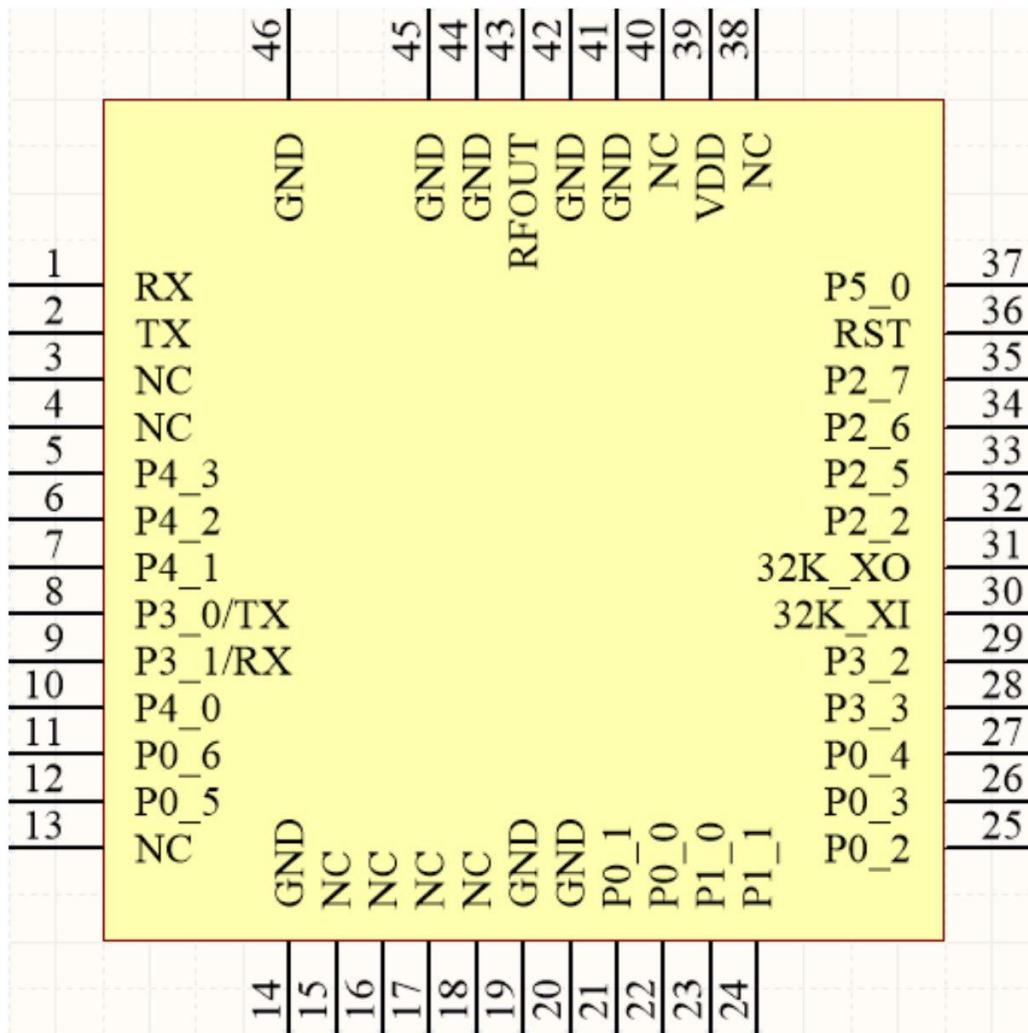 46 45 44 43 42 41 40 39 38
GND GND GND RFOUT GND GND NC VDD NC
1 RX
2 TX
3 NC
4 NC
5 P4_3
6 P4_2
7 P4_1
8 P3_0/TX
9 P3_1/RX
10 P4_0
11 P0_6
12 P0_5
13 NC
P5_0 37
RST 36
P2_7 35
P2_6 34
P2_5 33
P2_2 32
32K_XO 31
32K_XI 30
P3_2 29
P3_3 28
P0_4 27
P0_3 26
P0_2 25
GND NC NC NC NC GND GND P0_1 P0_0 P1_0 P1_1
14 15 16 17 18 19 20 21 22 23 24